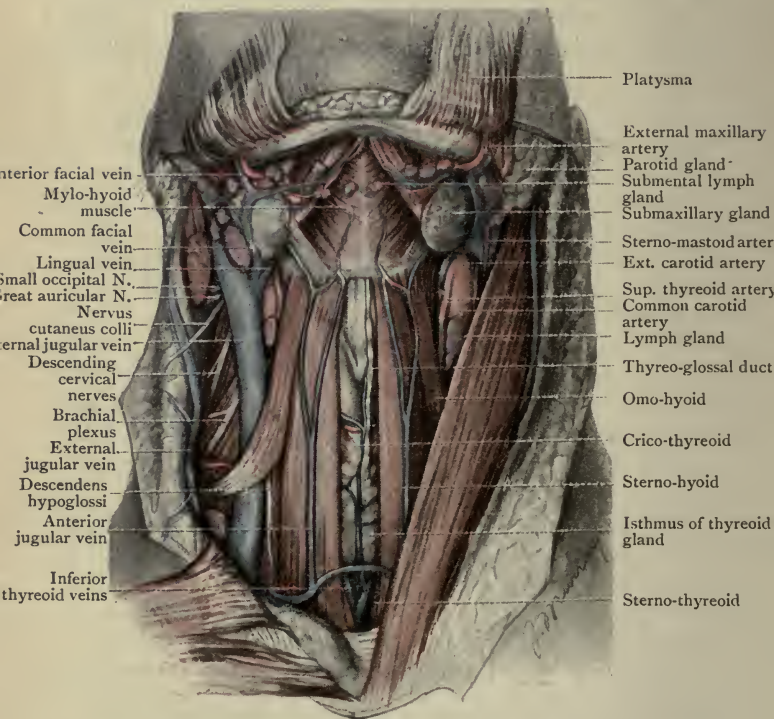 nterior facial vein
Mylo-hyoid
muscle
Common facial
vein
Lingual vein
Small occipital N.
Great auricular N.
Nervus
cutaneus colli
ternal jugular vein
Descending
cervical
nerves
Brachial
plexus
External
jugular vein
Descendens
hypoglossi
Anterior
jugular vein
Inferior
thyreoid veins
Platysma
External maxillary
artery
Parotid gland
Submental lymph
gland
Submaxillary gland
Sterno-mastoid arter
Ext. carotid artery
Sup. thyreoid artery
Common carotid
artery
Lymph gland
Thyreo-glossal duct
Omo-hyoid
Crico-thyreoid
Sterno-hyoid
Isthmus of thyreoid
gland
Sterno-thyreoid